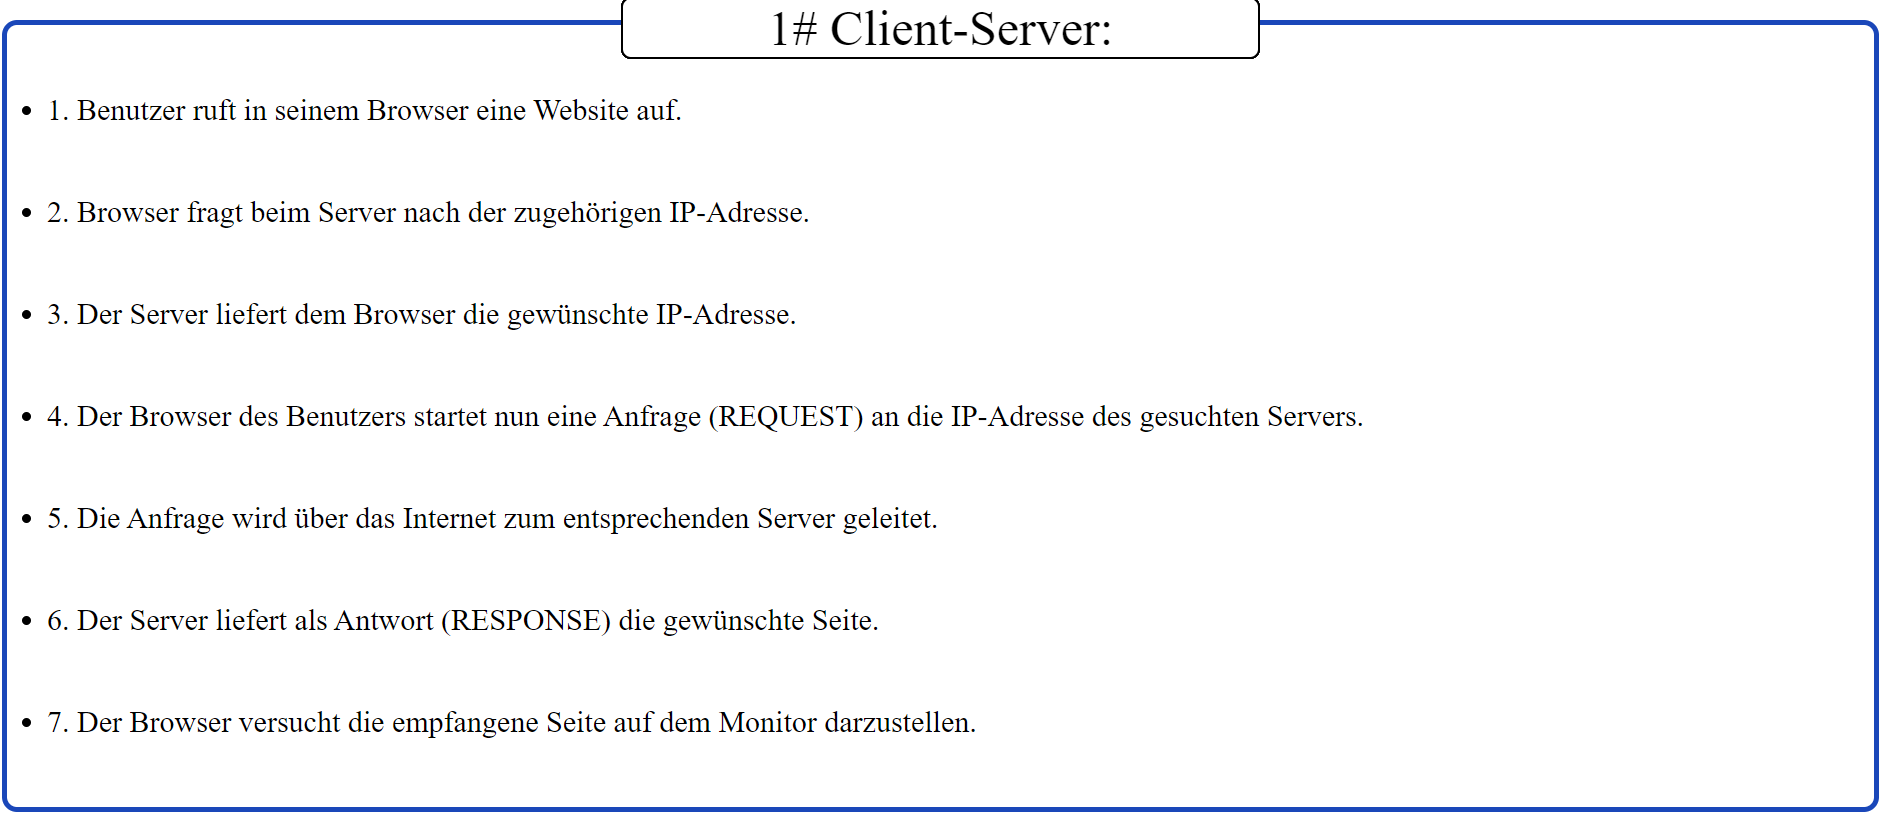 1# Client-Server:
• 1. Benutzer ruft in seinem Browser eine Website auf.
• 2. Browser fragt beim Server nach der zugehörigen IP-Adresse.
• 3. Der Server liefert dem Browser die gewünschte IP-Adresse.
• 4. Der Browser des Benutzers startet nun eine Anfrage (REQUEST) an die IP-Adresse des gesuchten Servers.
• 5. Die Anfrage wird über das Internet zum entsprechenden Server geleitet.
• 6. Der Server liefert als Antwort (RESPONSE) die gewünschte Seite.
• 7. Der Browser versucht die empfangene Seite auf dem Monitor darzustellen.